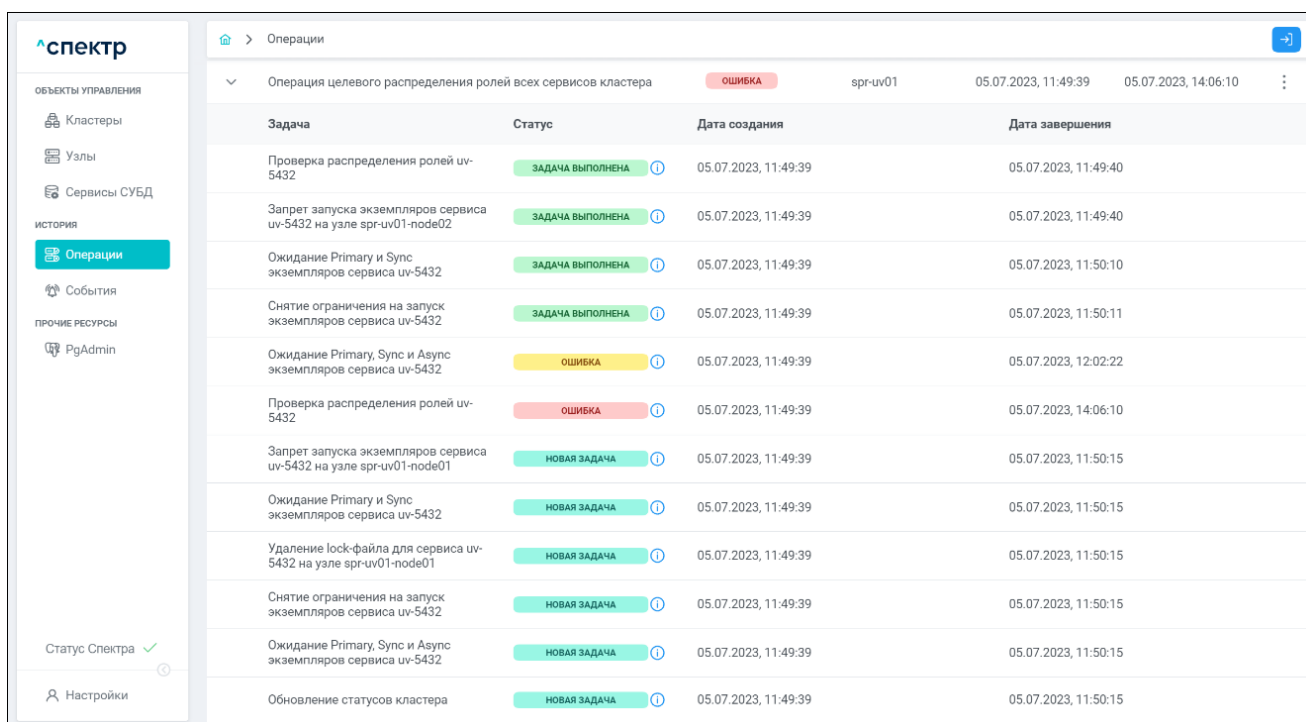 ^спектр
ОБЪЕКТЫ УПРАВЛЕНИЯ
Кластеры
Узлы
Сервисы СУБД
ИСТОРИЯ
Операции
События
ПРОЧИЕ РЕСУРСЫ
PgAdmin
Статус Спектра
Настройки
> Операции
Операция целевого распределения ролей всех сервисов кластера ОШИБКА spr-uv01 05.07.2023, 11:49:39 05.07.2023, 14:06:10
Задача Статус Дата создания Дата завершения
Проверка распределения ролей uv-
5432 ЗАДАЧА ВЫПОЛНЕНА 05.07.2023, 11:49:39 05.07.2023, 11:49:40
Запрет запуска экземпляров сервиса
uv-5432 на узле spr-uv01-node02 ЗАДАЧА ВЫПОЛНЕНА 05.07.2023, 11:49:39 05.07.2023, 11:49:40
Ожидание Primary и Sync
экземпляров сервиса uv-5432 ЗАДАЧА ВЫПОЛНЕНА 05.07.2023, 11:49:39 05.07.2023, 11:50:10
Снятие ограничения на запуск
экземпляров сервиса uv-5432 ЗАДАЧА ВЫПОЛНЕНА 05.07.2023, 11:49:39 05.07.2023, 11:50:11
Ожидание Primary, Sync и Async
экземпляров сервиса uv-5432 ОШИБКА 05.07.2023, 11:49:39 05.07.2023, 12:02:22
Проверка распределения ролей uv-
5432 ОШИБКА 05.07.2023, 11:49:39 05.07.2023, 14:06:10
Запрет запуска экземпляров сервиса
uv-5432 на узле spr-uv01-node01 НОВАЯ ЗАДАЧА 05.07.2023, 11:49:39 05.07.2023, 11:50:15
Ожидание Primary и Sync
экземпляров сервиса uv-5432 НОВАЯ ЗАДАЧА 05.07.2023, 11:49:39 05.07.2023, 11:50:15
Удаление lock-файла для сервиса uv-
5432 на узле spr-uv01-node01 НОВАЯ ЗАДАЧА 05.07.2023, 11:49:39 05.07.2023, 11:50:15
Снятие ограничения на запуск
экземпляров сервиса uv-5432 НОВАЯ ЗАДАЧА 05.07.2023, 11:49:39 05.07.2023, 11:50:15
Ожидание Primary, Sync и Async
экземпляров сервиса uv-5432 НОВАЯ ЗАДАЧА 05.07.2023, 11:49:39 05.07.2023, 11:50:15
Обновление статусов кластера НОВАЯ ЗАДАЧА 05.07.2023, 11:49:39 05.07.2023, 11:50:15